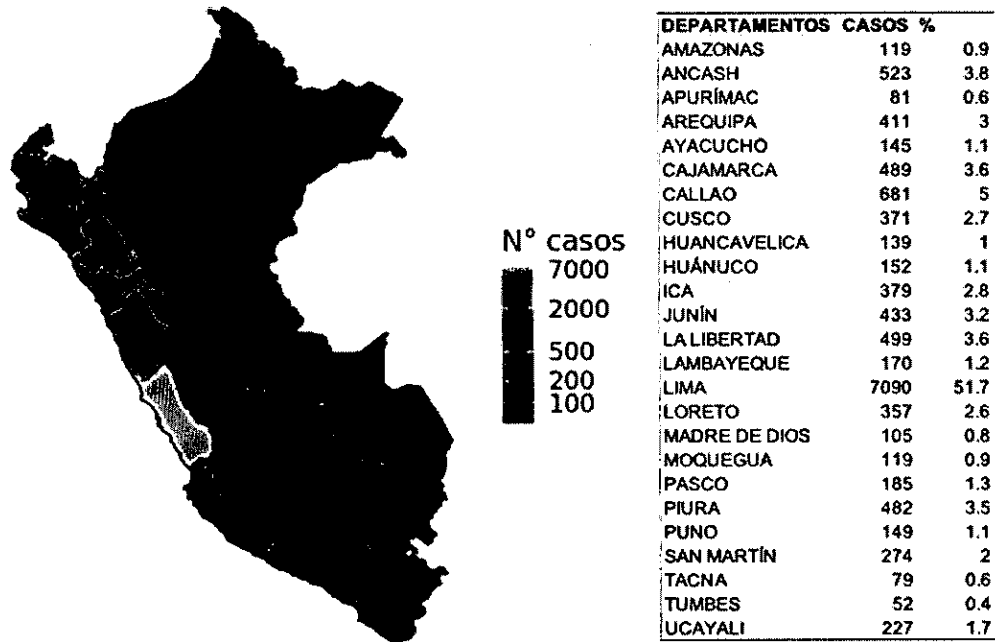 N° casos
7000
2000
500
200
100
DEPARTAMENTOS CASOS %
AMAZONAS 119 0.9
ANCASH 523 3.8
APURÍMAC 81 0.6
AREQUIPA 411 3
AYACUCHO 145 1.1
CAJAMARCA 489 3.6
CALLAO 681 5
CUSCO 371 2.7
HUANCAVELICA 139 1
HUÁNUCO 152 1.1
ICA 379 2.8
JUNÍN 433 3.2
LA LIBERTAD 499 3.6
LAMBAYEQUE 170 1.2
LIMA 7090 51.7
LORETO 357 2.6
MADRE DE DIOS 105 0.8
MOQUEGUA 119 0.9
PASCO 185 1.3
PIURA 482 3.5
PUNO 149 1.1
SAN MARTÍN 274 2
TACNA 79 0.6
TUMBES 52 0.4
UCAYALI 227 1.7